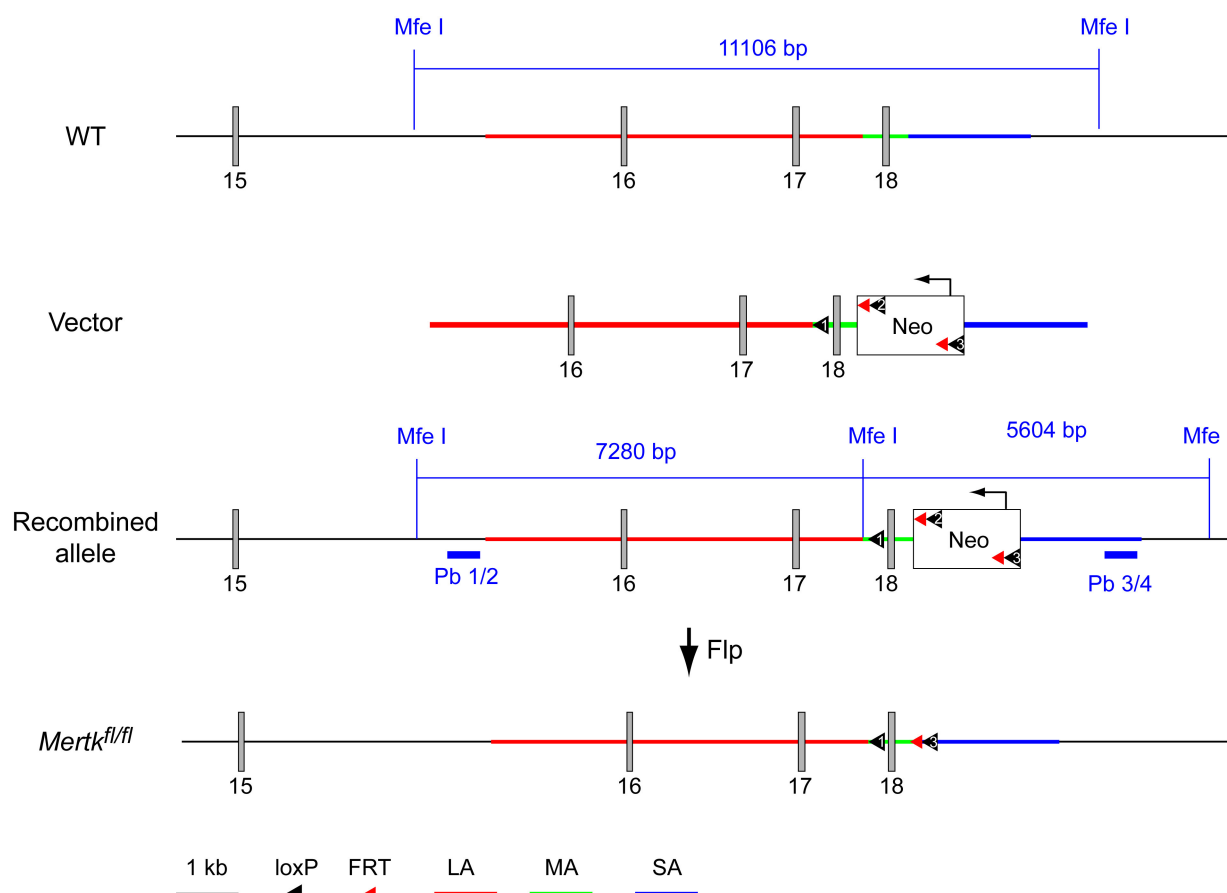 Mfe I
Mfe I
11106 bp
WT
15
16
17
18
Vector
2
Neo
1
3
16
17
18
Mfe I
7280 bp
Mfe I
5604 bp
Mfe
Recombined
allele
2
Neo
1
3
Pb 1/2
Pb 3/4
15
16
17
18
Flp
Mertk fl/fl
1
3
15
16
17
18
1 kb loxP FRT LA MA SA